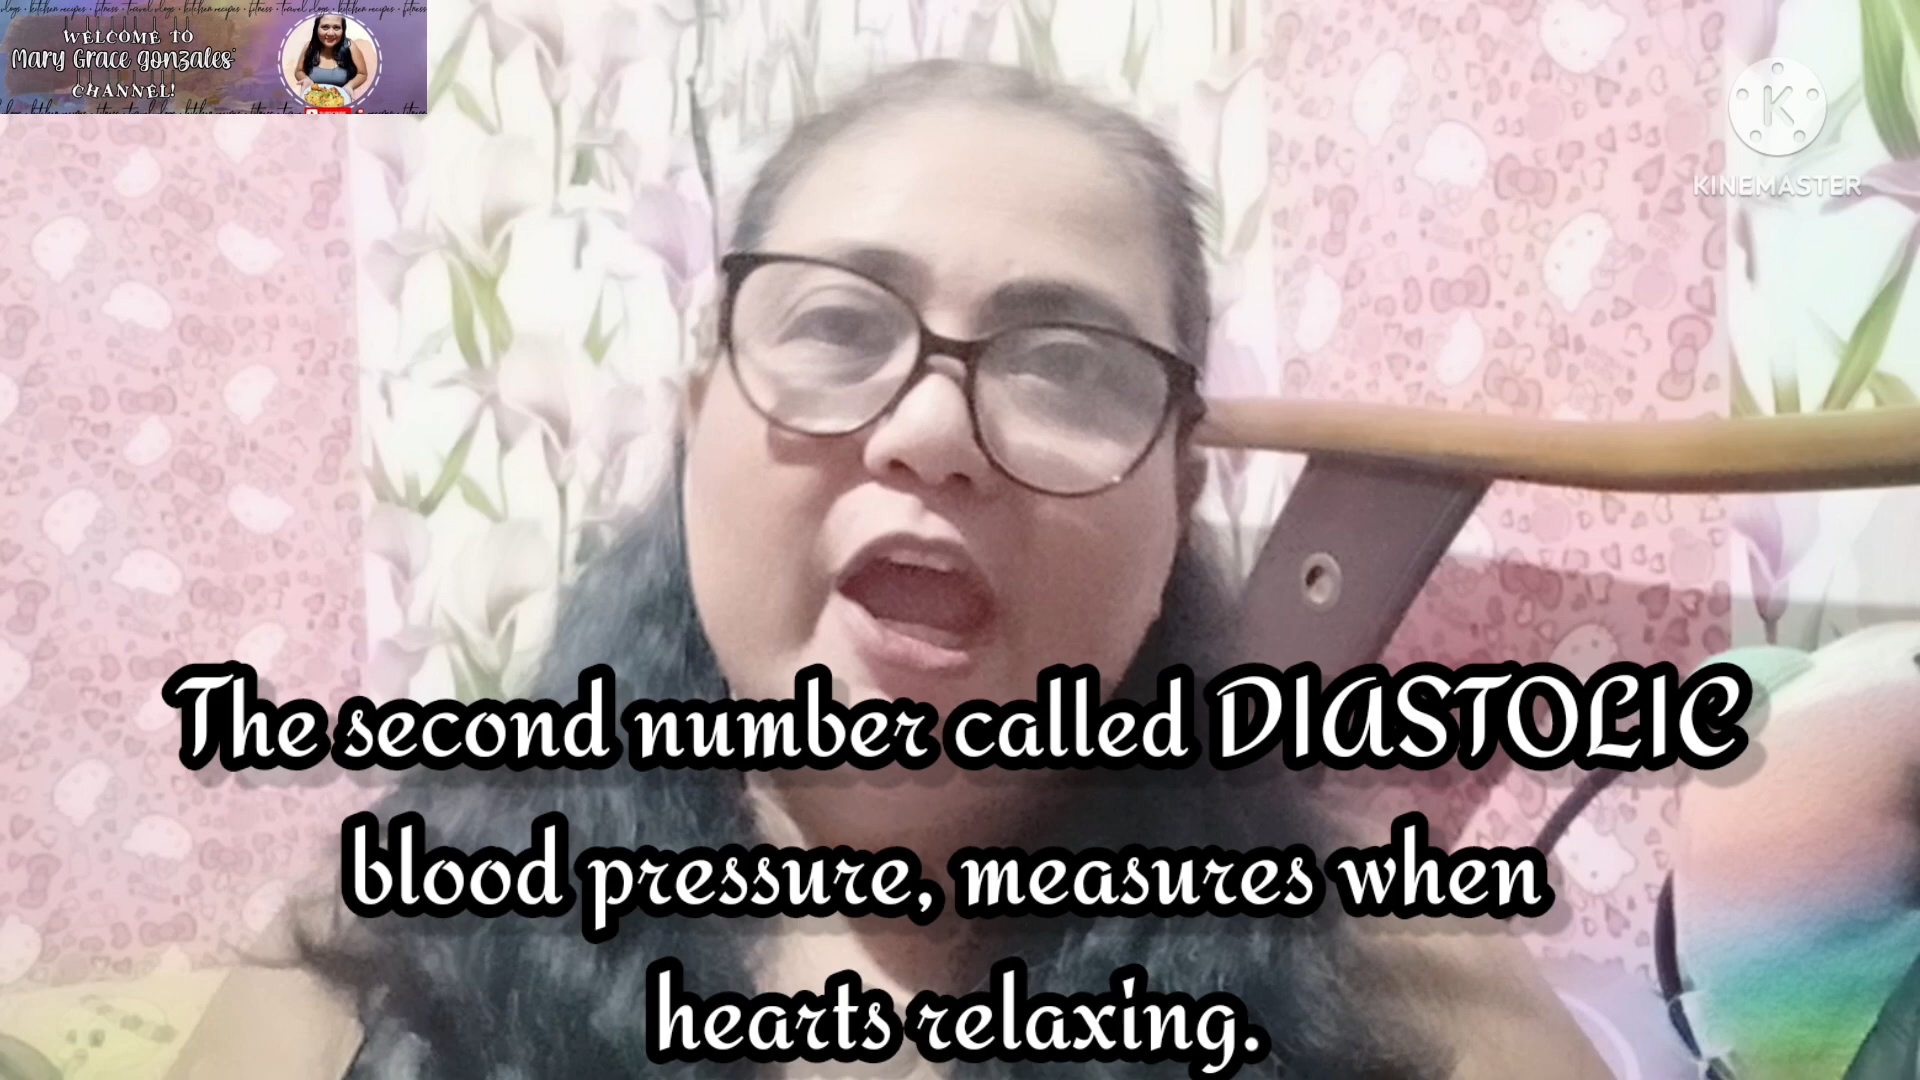 WELCOME TO
Mary Grace Gonzales'
CHANNEL!
KINEMASTER
The second number called DIASTOLIC
blood pressure, measures when
hearts relaxing.